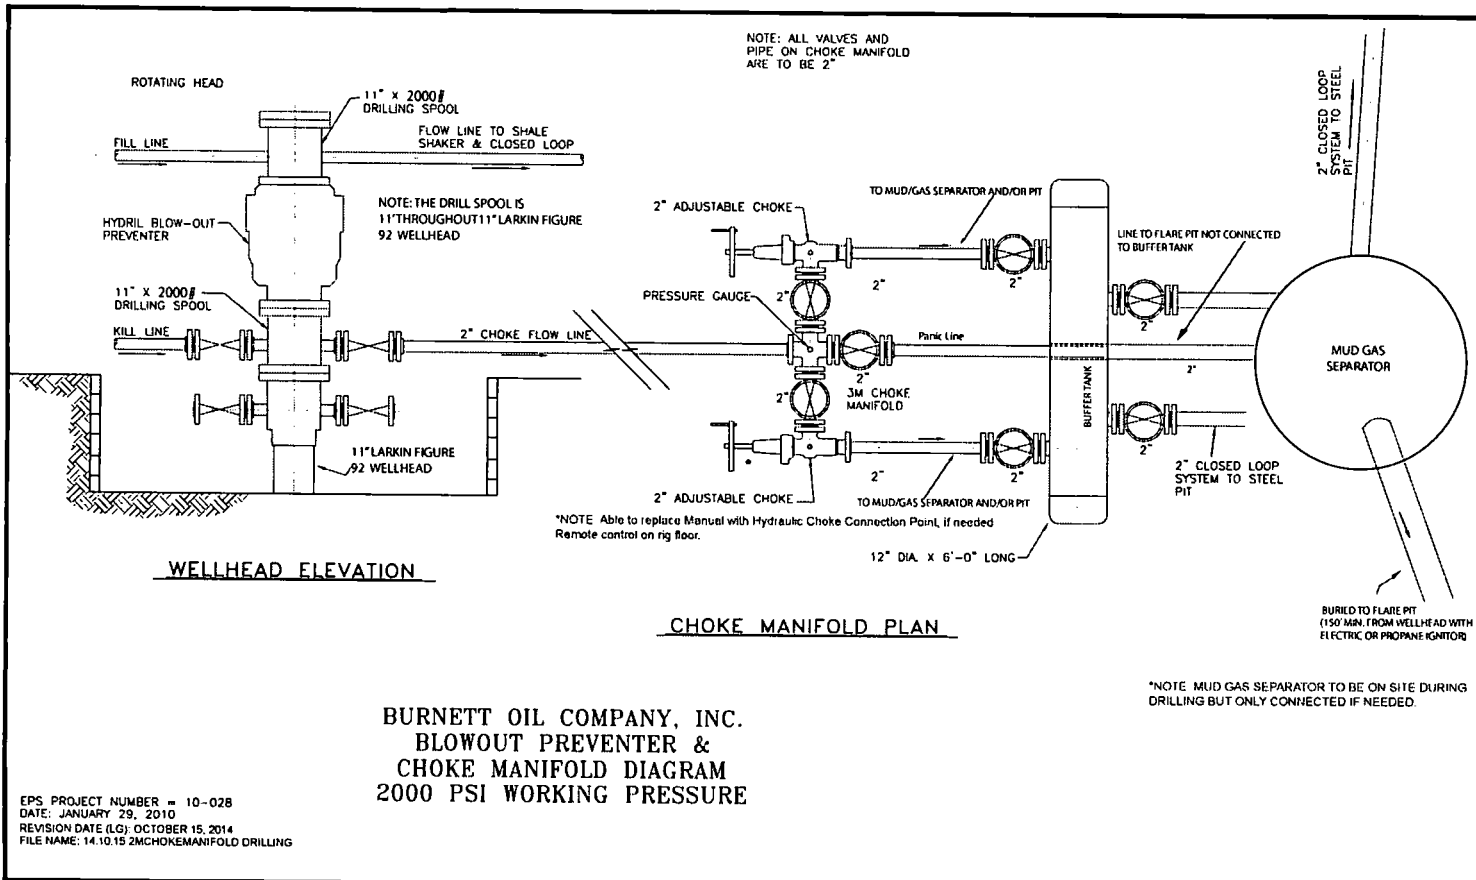 NOTE: ALL VALVES AND
PIPE ON CHOKE MANIFOLD
ARE TO BE 2"
ROTATING HEAD
11" X 2000#
DRILLING SPOOL
FILL LINE
FLOW LINE TO SHALE
SHAKER & CLOSED LOOP
NOTE: THE DRILL SPOOL IS
11'THROUGHOUT11" LARKIN FIGURE
92 WELLHEAD
HYDRIL BLOW-OUT
PREVENTER
11" X 2000#
DRILLING SPOOL
KILL LINE
2" CHOKE FLOW LINE
11" LARKIN FIGURE
92 WELLHEAD
WELLHEAD ELEVATION
2" ADJUSTABLE CHOKE
TO MUD/GAS SEPARATOR AND/OR PIT
2"
2"
2"
PRESSURE GAUGE
Panic Line
2"
2"
3M CHOKE
MANIFOLD
2"
2"
2" ADJUSTABLE CHOKE
TO MUD/GAS SEPARATOR AND/OR PIT
*NOTE Able to replace Manual with Hydraulic Choke Connection Point, if needed
Remote control on rig floor.
BUFFER TANK
12" DIA. X 6'-0" LONG
CHOKE MANIFOLD PLAN
LINE TO FLARE PIT NOT CONNECTED
TO BUFFER TANK
2"
2"
2"
2" CLOSED LOOP
SYSTEM TO STEEL
PIT
2" CLOSED LOOP
SYSTEM TO STEEL
PIT
MUD GAS
SEPARATOR
BURIED TO FLARE PIT
(150' MIN. FROM WELLHEAD WITH
ELECTRIC OR PROPANE IGNITOR)
*NOTE MUD GAS SEPARATOR TO BE ON SITE DURING
DRILLING BUT ONLY CONNECTED IF NEEDED.
BURNETT OIL COMPANY, INC.
BLOWOUT PREVENTER &
CHOKE MANIFOLD DIAGRAM
2000 PSI WORKING PRESSURE
EPS PROJECT NUMBER = 10-028
DATE: JANUARY 29, 2010
REVISION DATE (LG): OCTOBER 15, 2014
FILE NAME: 14.10.15 2MCHOKEMANIFOLD DRILLING